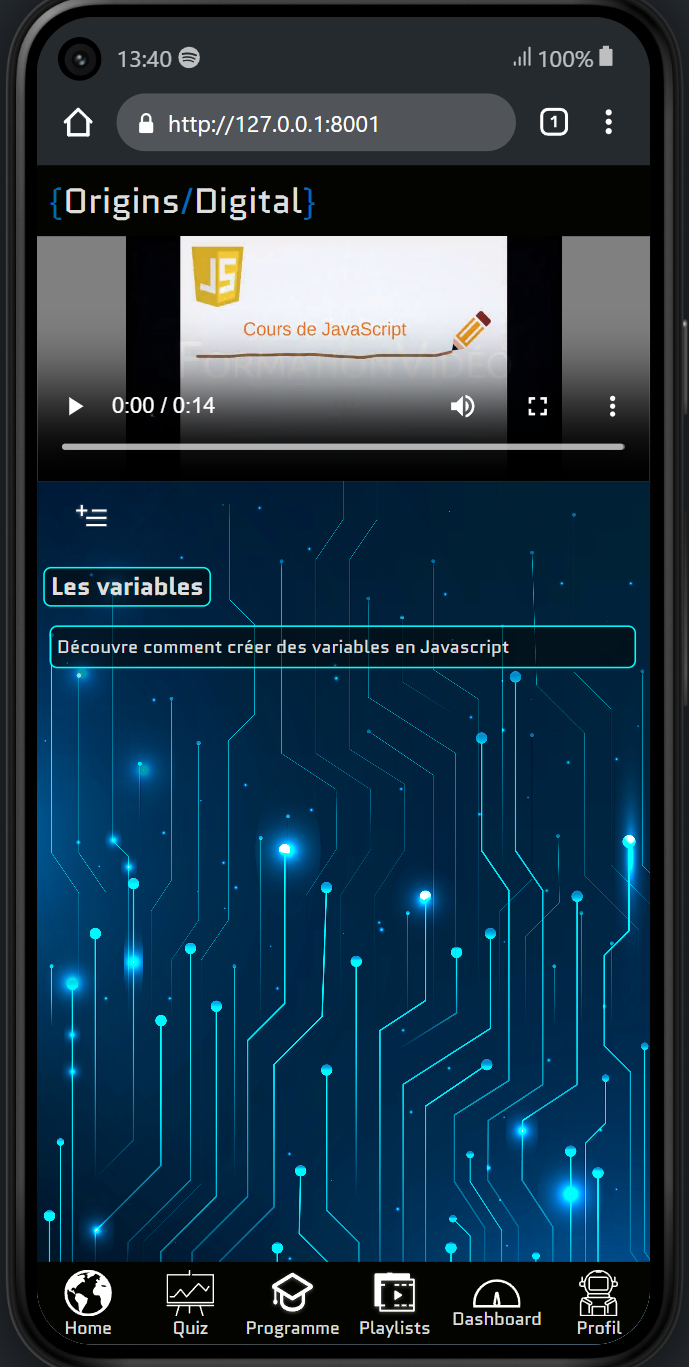 13:40
100%
http://127.0.0.1:8001
1
{Origins/Digital}
JS
Cours de JavaScript
FORMATION VIDÉO
0:00 / 0:14
Les variables
Découvre comment créer des variables en Javascript
Home
Quiz
Programme
Playlists
Dashboard
Profil